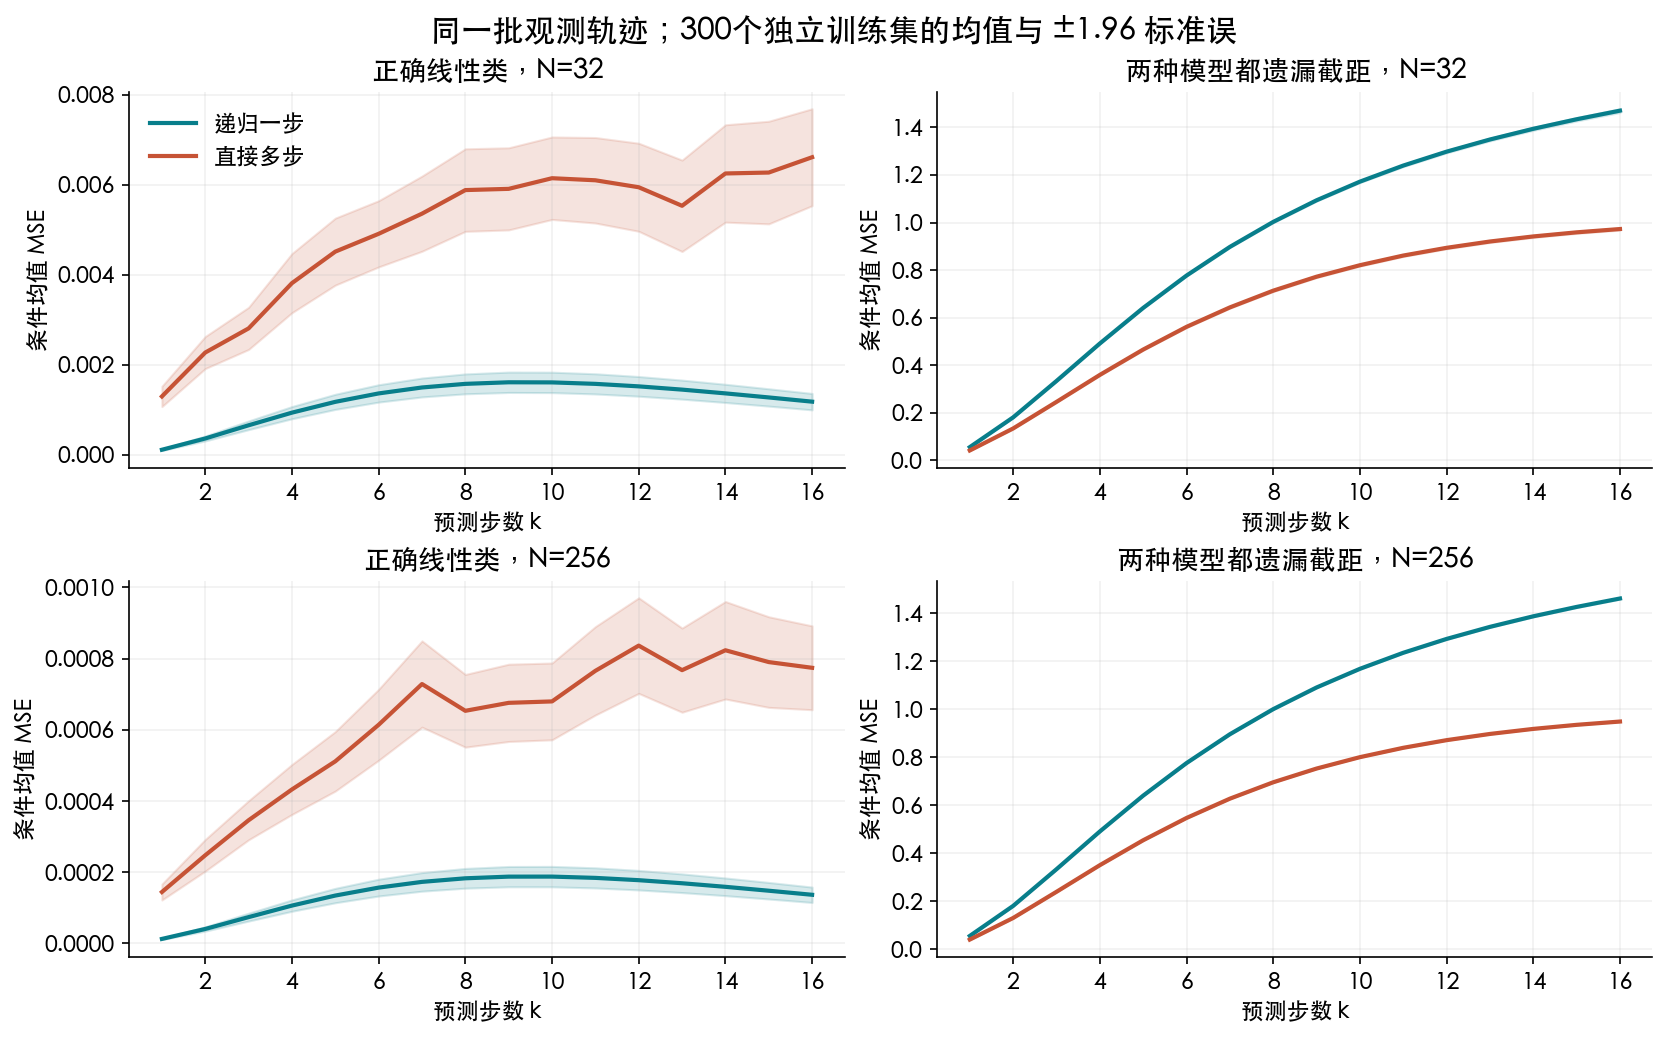 同一批观测轨迹；300个独立训练集的均值与 ±1.96 标准误
正确线性类，N=32
0.008
0.006
0.004
0.002
0.000
条件均值 MSE
递归一步
直接多步
2 4 6 8 10 12 14 16
预测步数 k
两种模型都遗漏截距，N=32
1.4
1.2
1.0
0.8
0.6
0.4
0.2
0.0
条件均值 MSE
2 4 6 8 10 12 14 16
预测步数 k
正确线性类，N=256
0.0010
0.0008
0.0006
0.0004
0.0002
0.0000
条件均值 MSE
2 4 6 8 10 12 14 16
预测步数 k
两种模型都遗漏截距，N=256
1.4
1.2
1.0
0.8
0.6
0.4
0.2
0.0
条件均值 MSE
2 4 6 8 10 12 14 16
预测步数 k